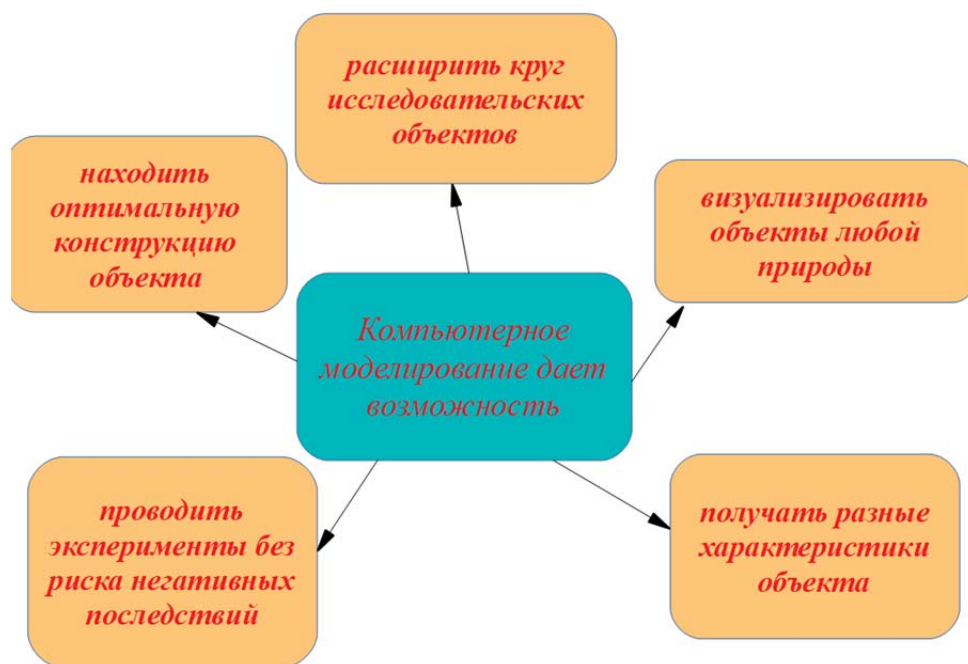 расширить круг
исследовательских
объектов
находить
оптимальную
конструкцию
объекта
визуализировать
объекты любой
природы
Компьютерное
моделирование дает
возможность
проводить
эксперименты без
риска негативных
последствий
получать разные
характеристики
объекта